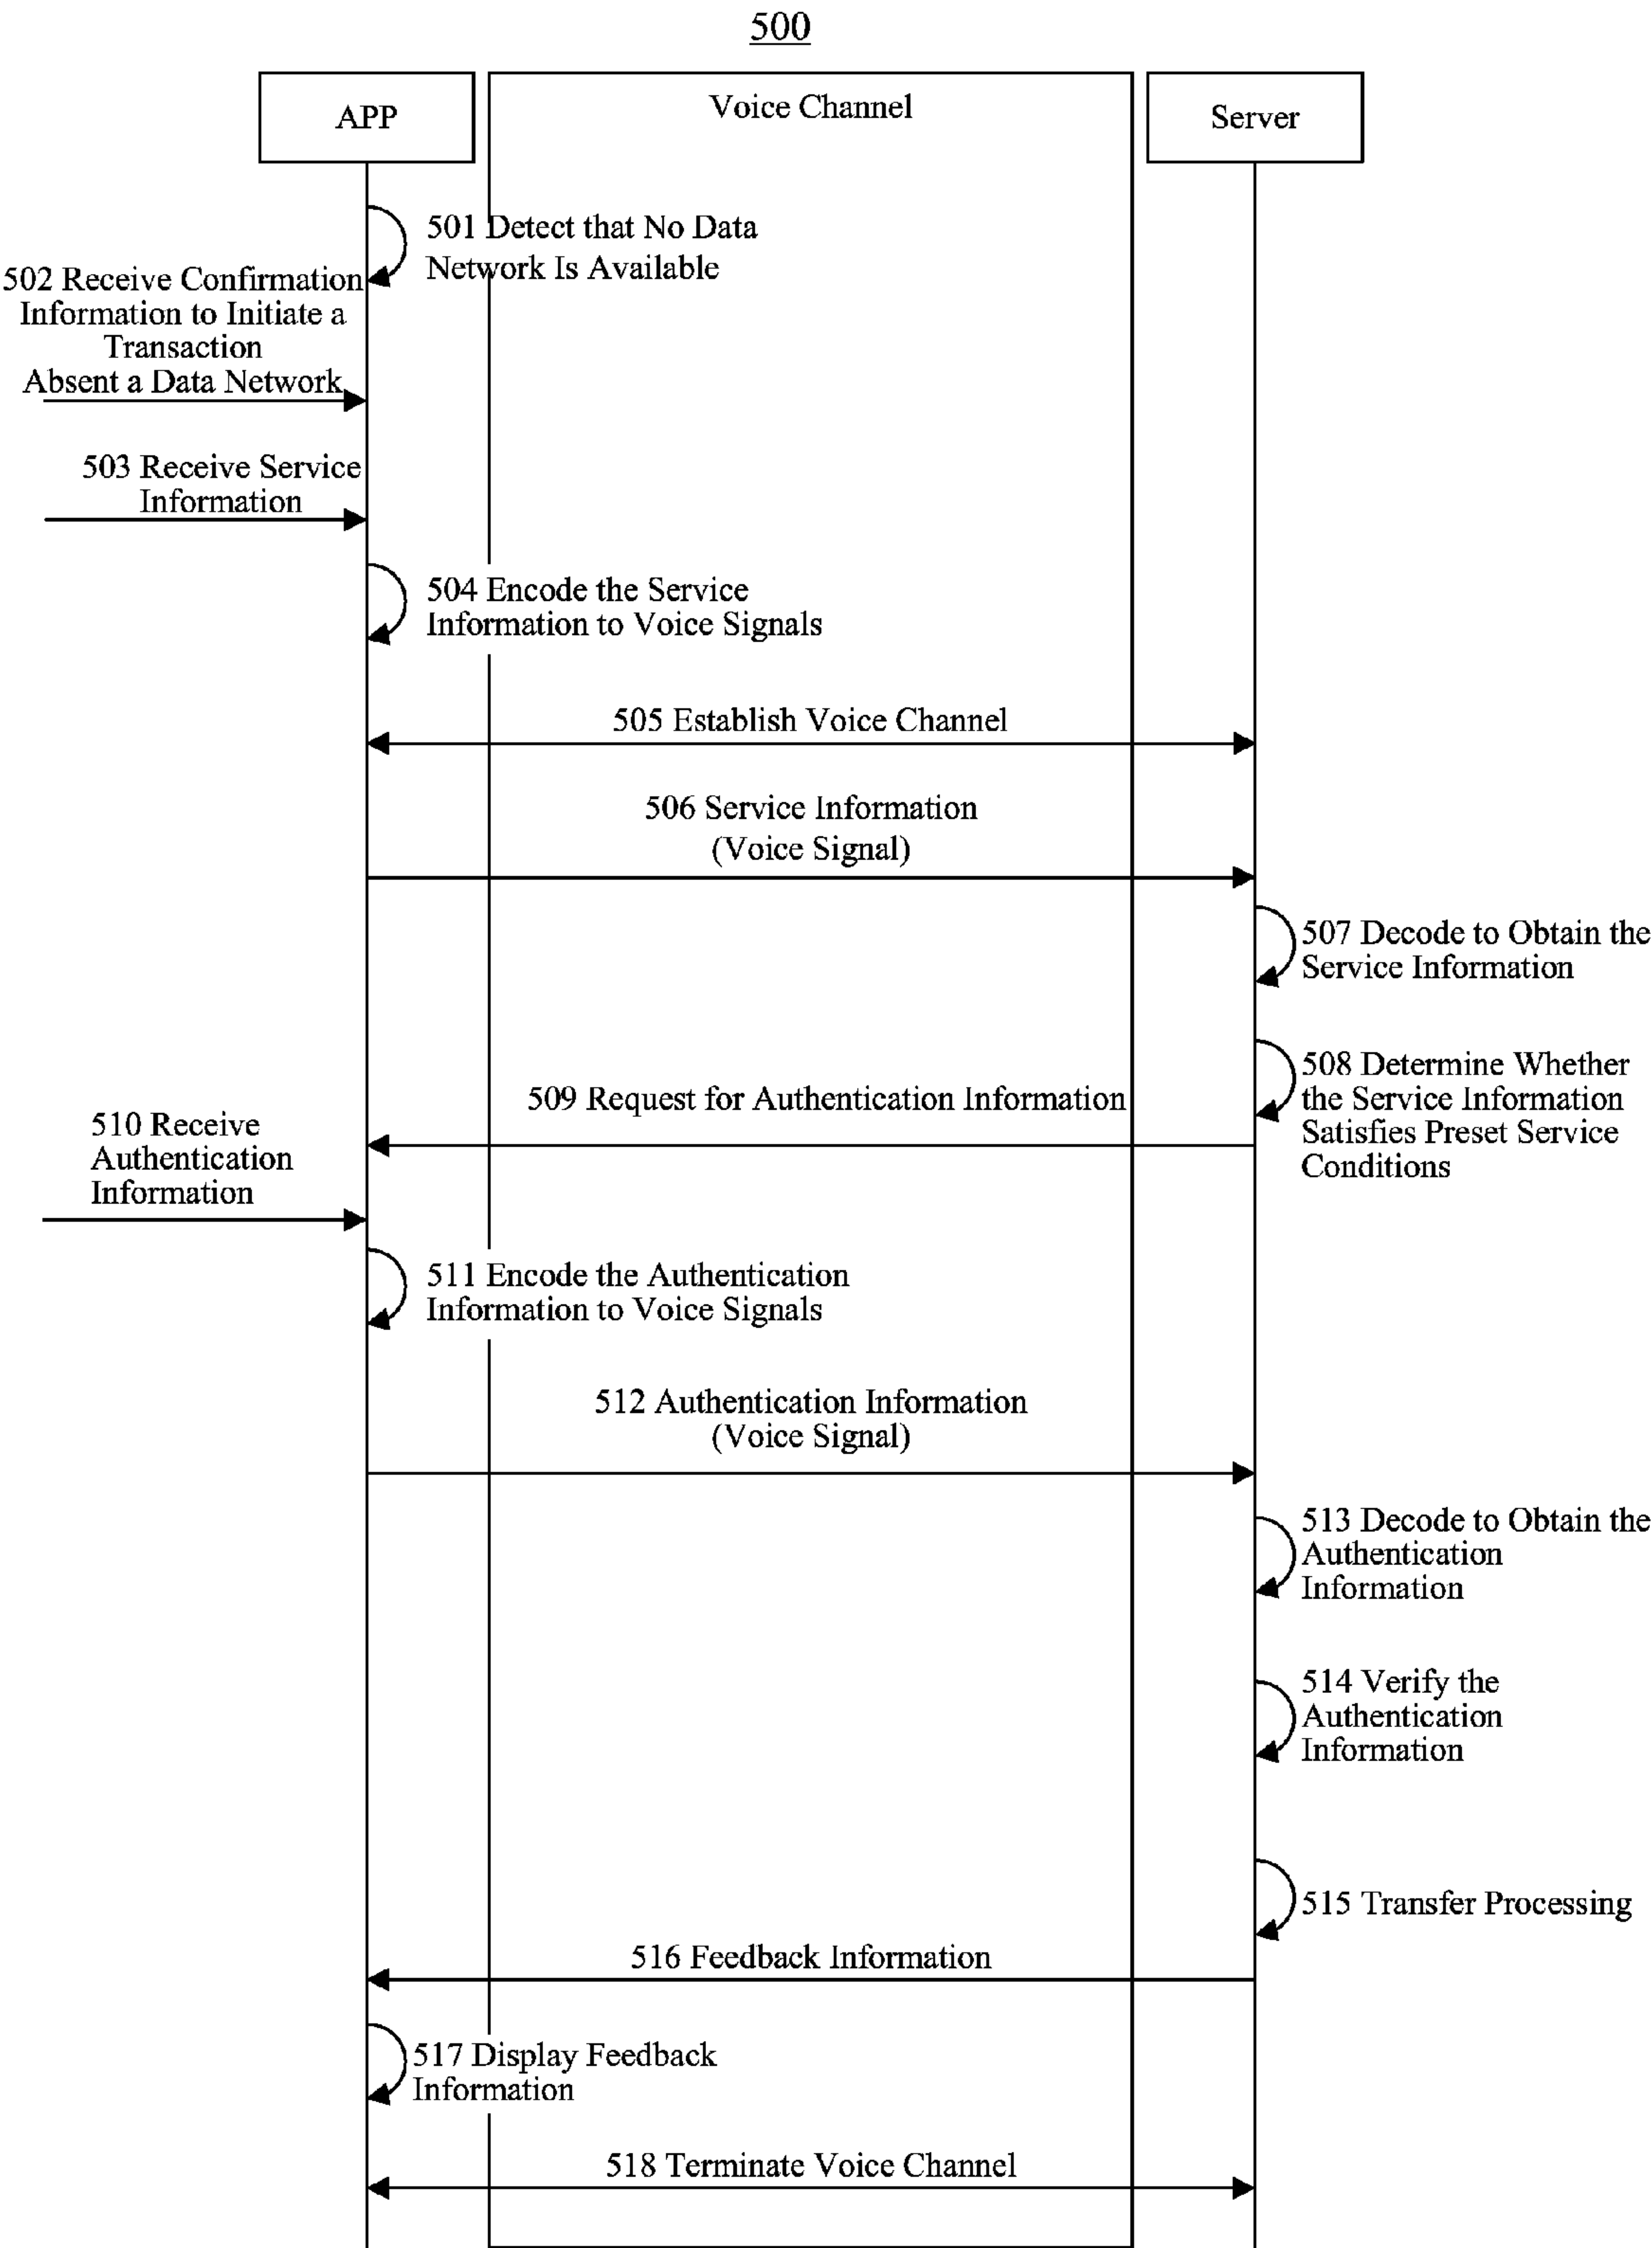 500
APP
Voice Channel
Server
501 Detect that No Data
Network Is Available
502 Receive Confirmation
Information to Initiate a
Transaction
Absent a Data Network
503 Receive Service
Information
504 Encode the Service
Information to Voice Signals
505 Establish Voice Channel
506 Service Information
(Voice Signal)
507 Decode to Obtain the
Service Information
508 Determine Whether
the Service Information
Satisfies Preset Service
Conditions
509 Request for Authentication Information
510 Receive
Authentication
Information
511 Encode the Authentication
Information to Voice Signals
512 Authentication Information
(Voice Signal)
513 Decode to Obtain the
Authentication
Information
514 Verify the
Authentication
Information
515 Transfer Processing
516 Feedback Information
517 Display Feedback
Information
518 Terminate Voice Channel